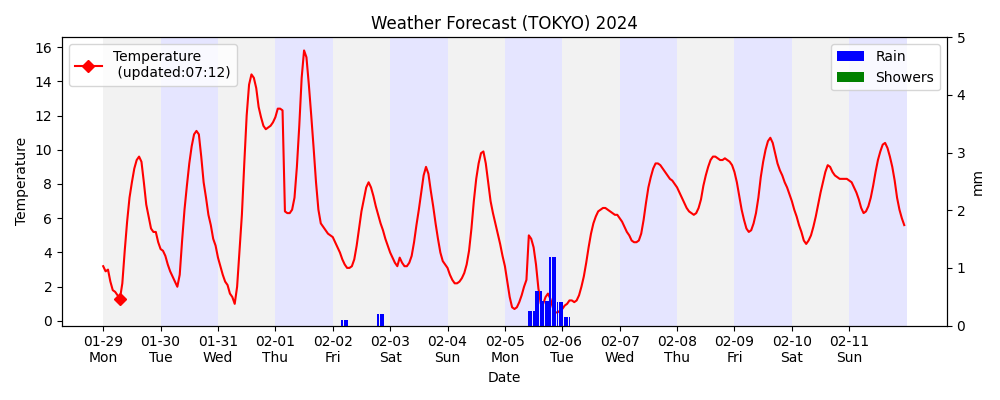 Weather Forecast (TOKYO) 2024
Temperature
(updated:07:12)
Rain
Showers
Temperature
16
14
12
10
8
6
4
2
0
5
4
3
2
1
0
mm
01-29 01-30 01-31 02-01 02-02 02-03 02-04 02-05 02-06 02-07 02-08 02-09 02-10 02-11
Mon Tue Wed Thu Fri Sat Sun Mon Tue Wed Thu Fri Sat Sun
Date